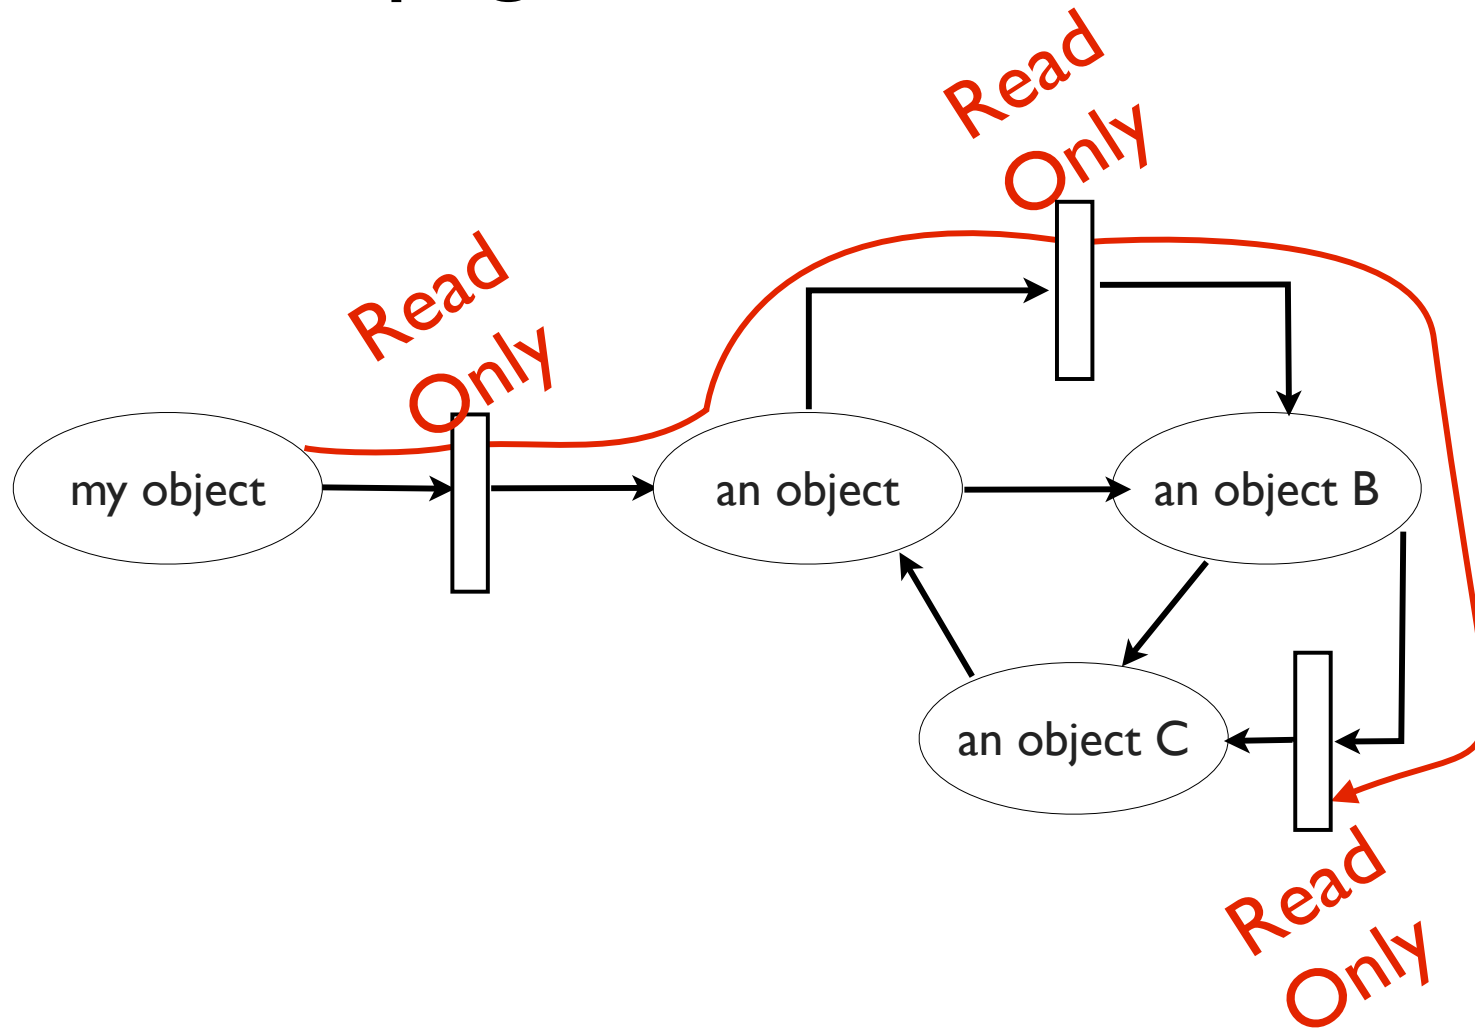 Read
Only
Read
Only
my object
an object
an object B
an object C
Read
Only